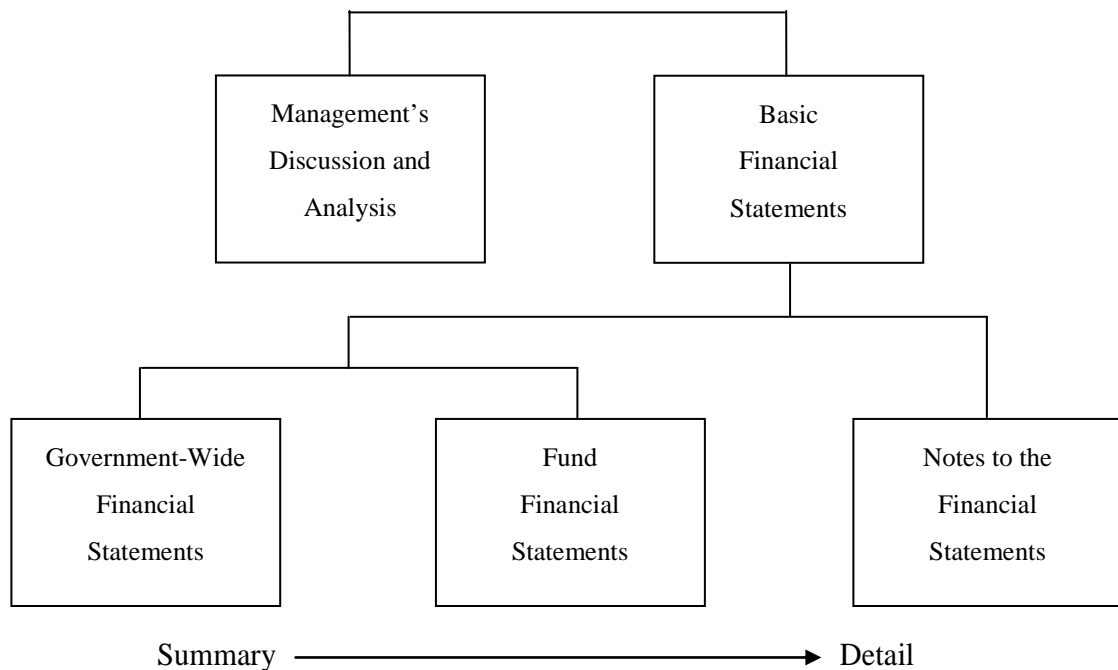 Management’s
Discussion and
Analysis
Basic
Financial
Statements
Government-Wide
Financial
Statements
Fund
Financial
Statements
Notes to the
Financial
Statements
Summary
Detail